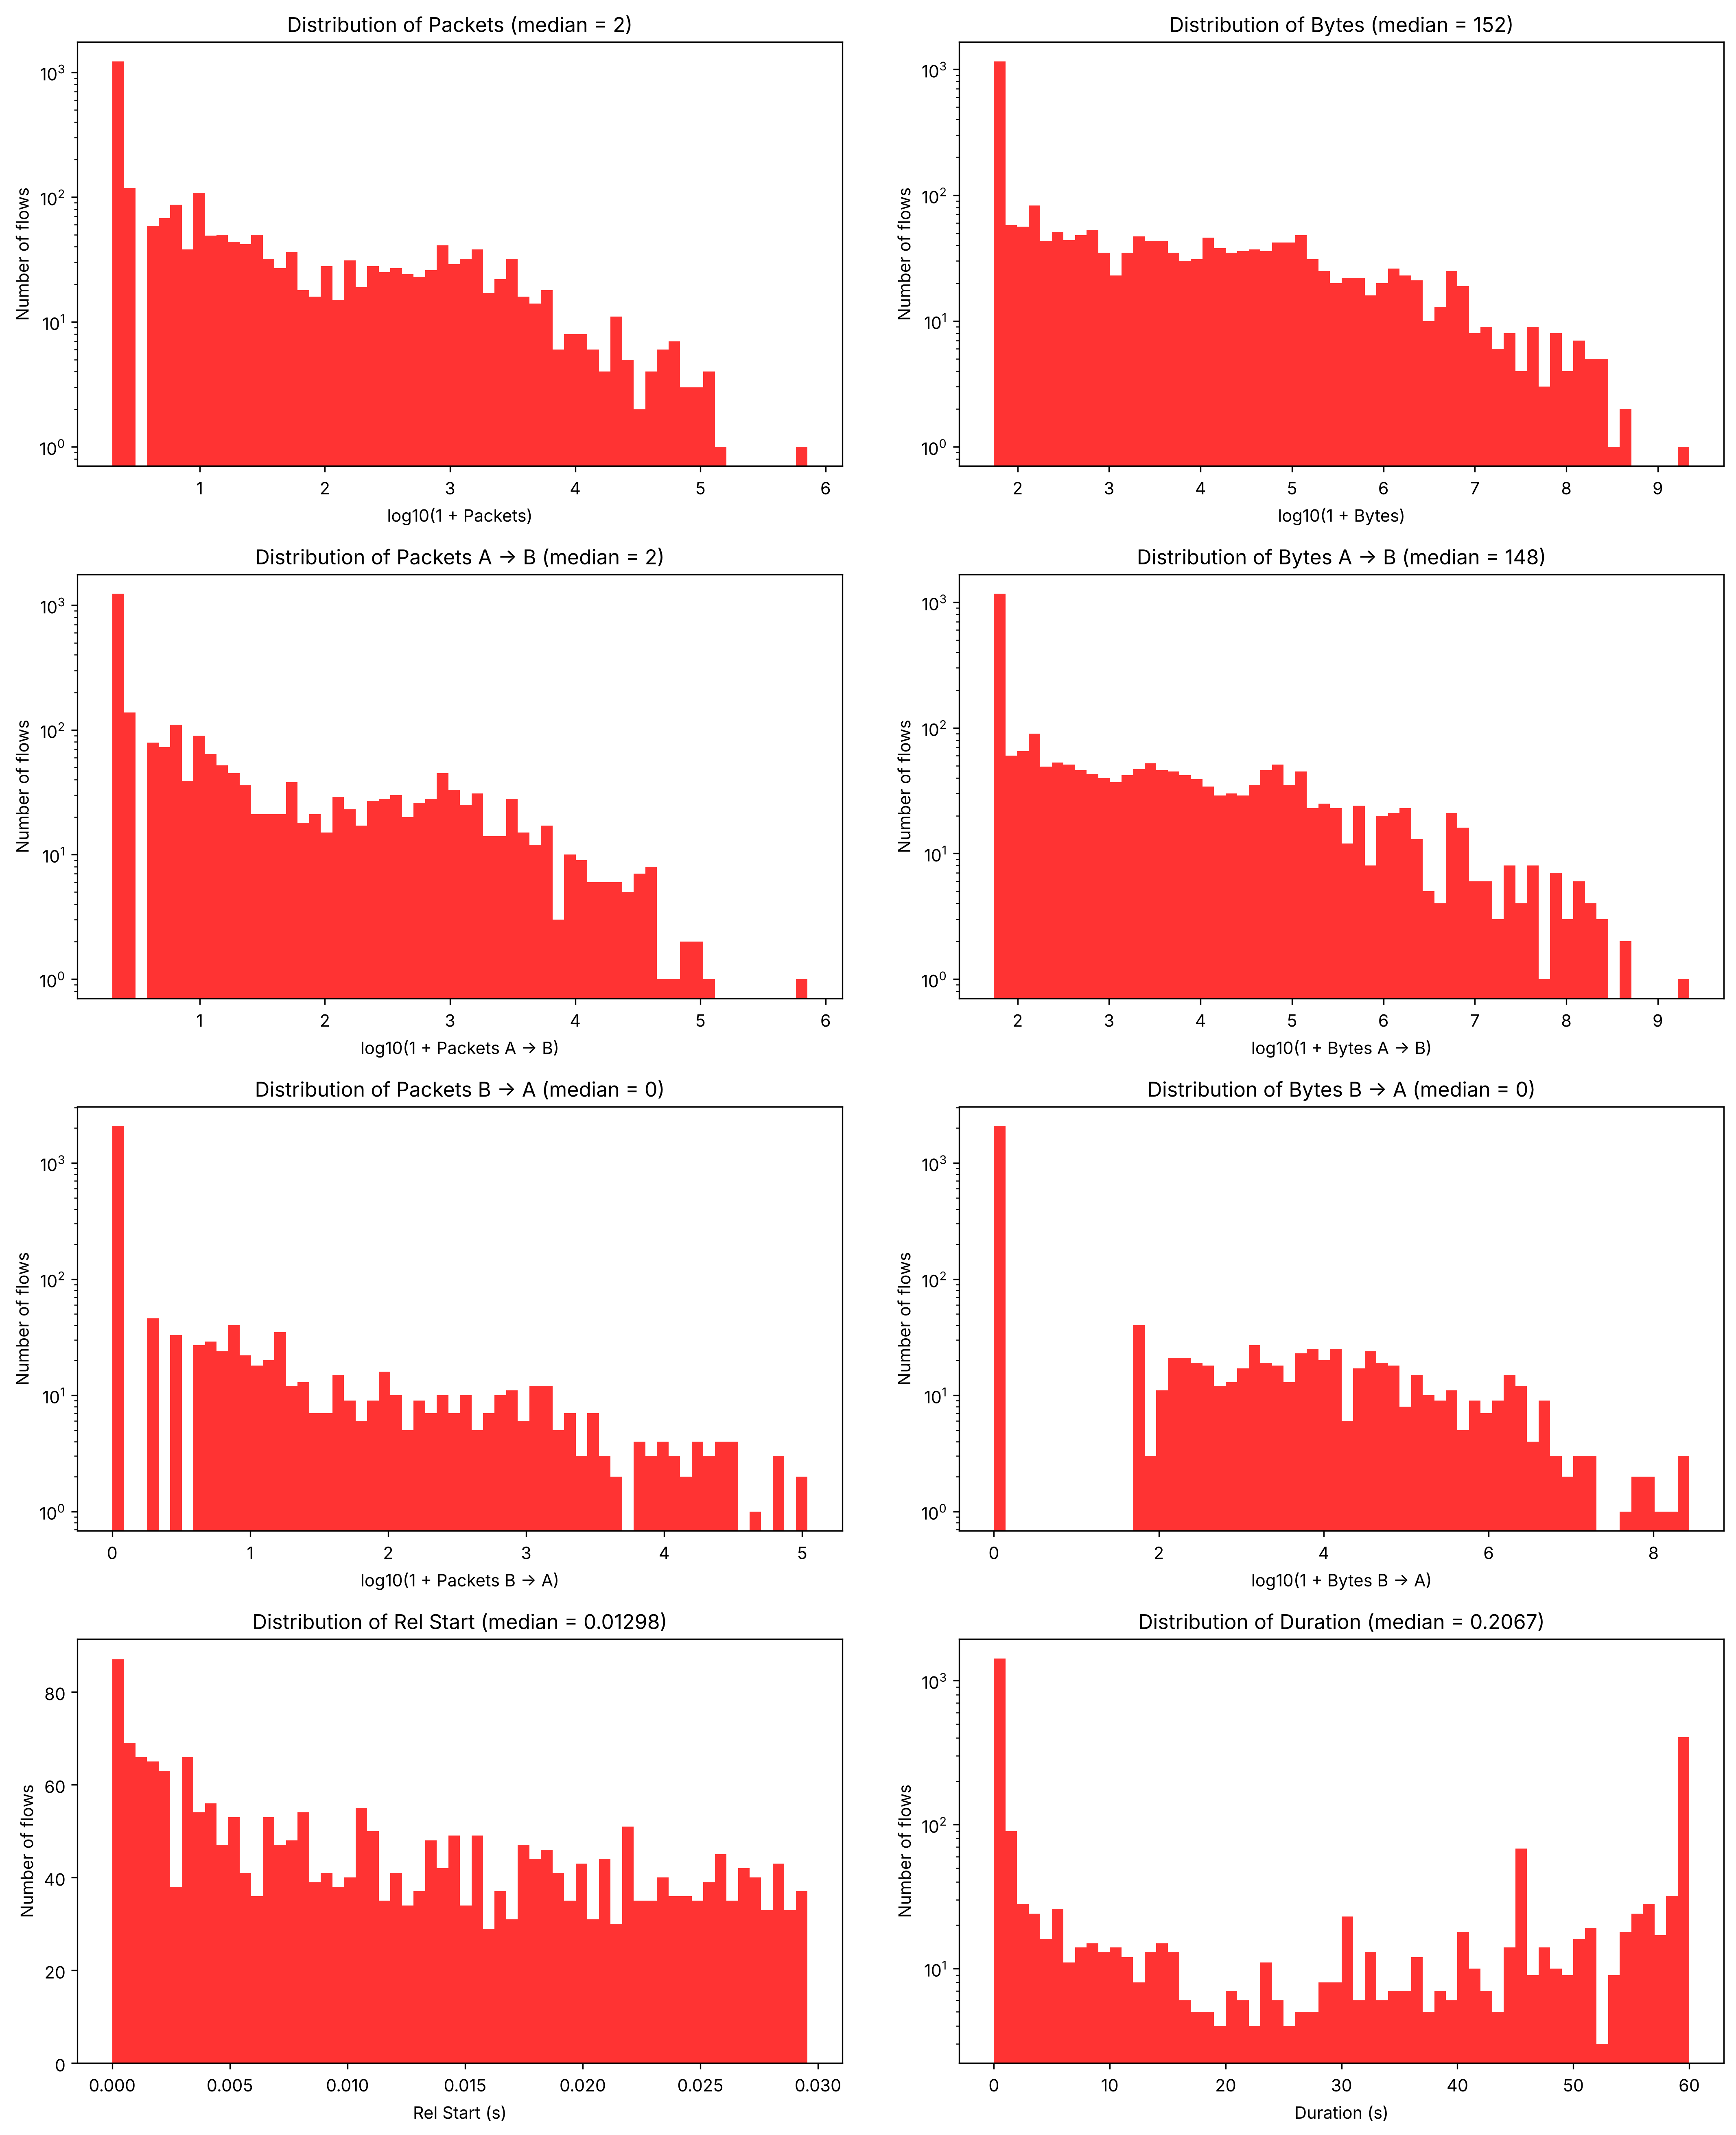 Distribution of Packets (median = 2)
Number of flows
10³
10²
10¹
10⁰
1 2 3 4 5 6
log10(1 + Packets)
Distribution of Bytes (median = 152)
Number of flows
10³
10²
10¹
10⁰
2 3 4 5 6 7 8 9
log10(1 + Bytes)
Distribution of Packets A → B (median = 2)
Number of flows
10³
10²
10¹
10⁰
1 2 3 4 5 6
log10(1 + Packets A → B)
Distribution of Bytes A → B (median = 148)
Number of flows
10³
10²
10¹
10⁰
2 3 4 5 6 7 8 9
log10(1 + Bytes A → B)
Distribution of Packets B → A (median = 0)
Number of flows
10³
10²
10¹
10⁰
0 1 2 3 4 5
log10(1 + Packets B → A)
Distribution of Bytes B → A (median = 0)
Number of flows
10³
10²
10¹
10⁰
0 2 4 6 8
log10(1 + Bytes B → A)
Distribution of Rel Start (median = 0.01298)
Number of flows
80
60
40
20
0
0.000 0.005 0.010 0.015 0.020 0.025 0.030
Rel Start (s)
Distribution of Duration (median = 0.2067)
Number of flows
10³
10²
10¹
0 10 20 30 40 50 60
Duration (s)